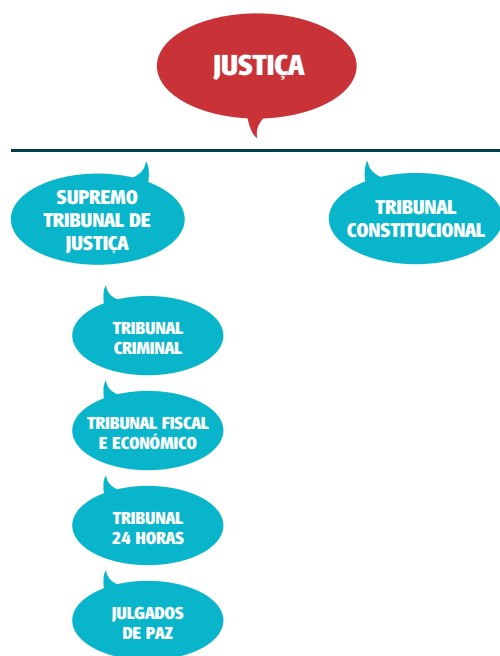 JUSTIÇA
SUPREMO
TRIBUNAL DE
JUSTIÇA
TRIBUNAL
CONSTITUCIONAL
TRIBUNAL
CRIMINAL
TRIBUNAL FISCAL
E ECONÓMICO
TRIBUNAL
24 HORAS
JULGADOS
DE PAZ